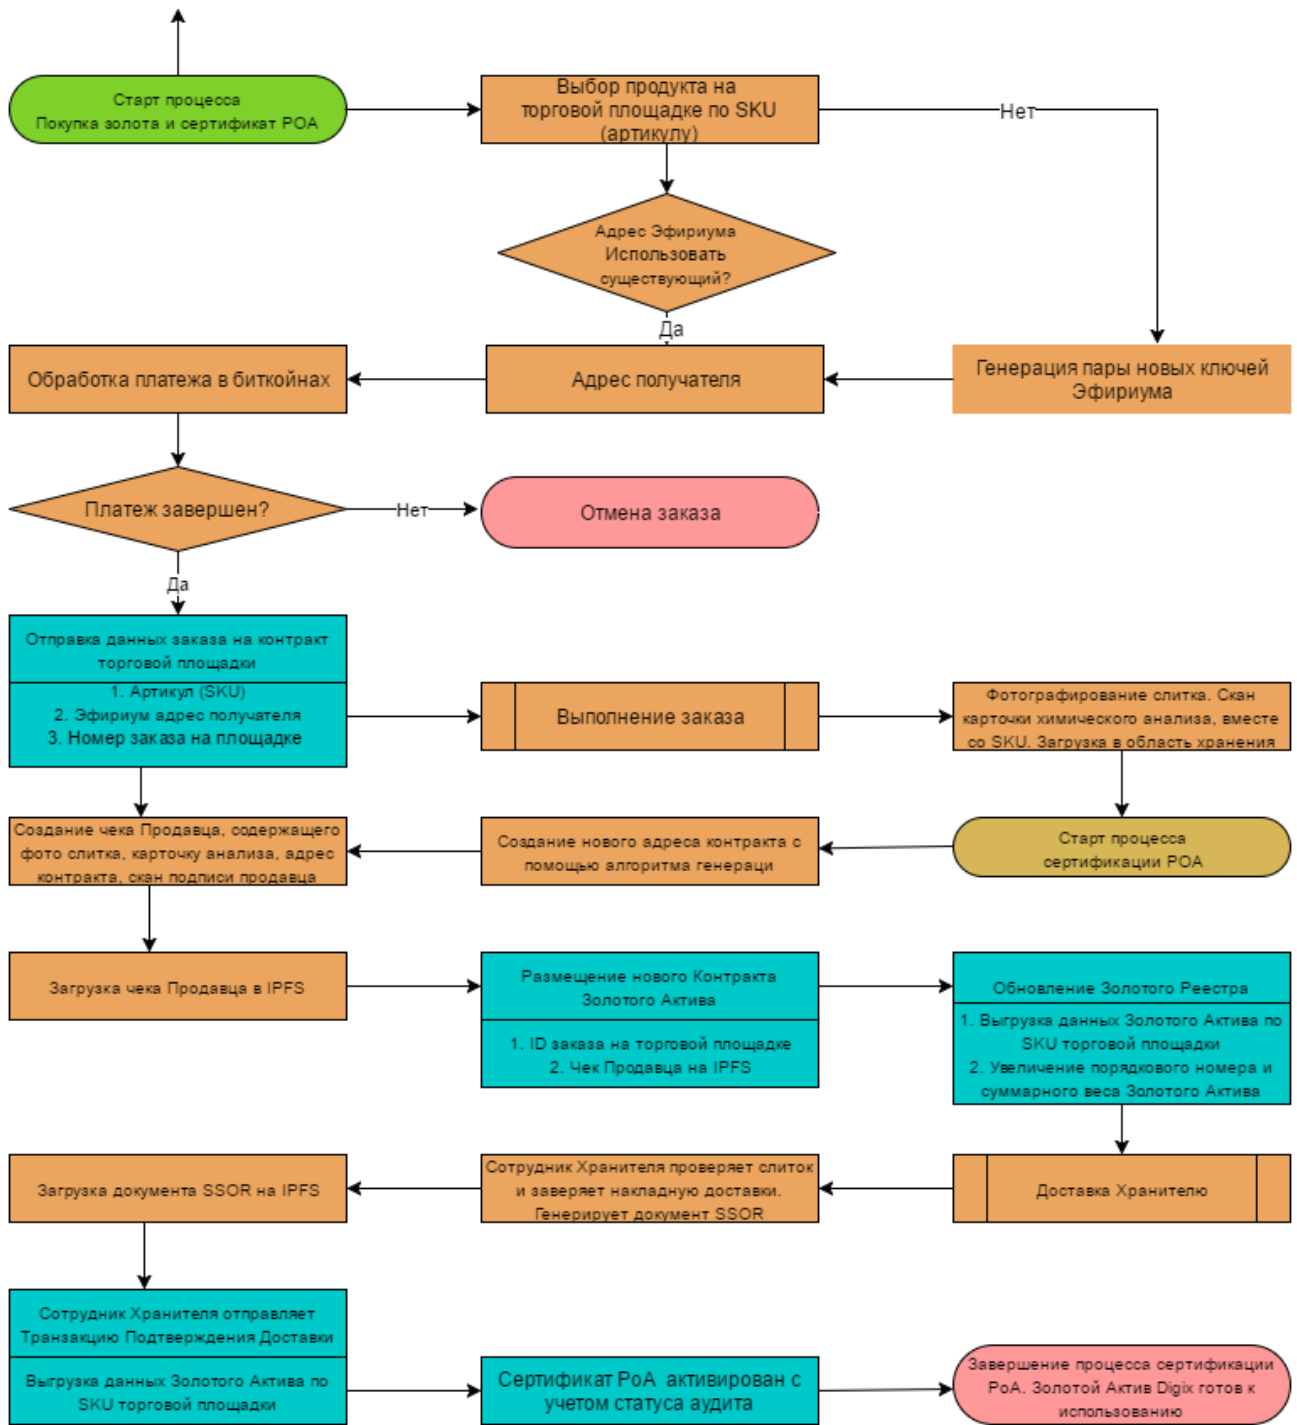 Старт процесса
Покупка золота и сертификат POA
Выбор продукта на
торговой площадке по SKU
(артикулу)
Нет
Адрес Эфириума
Использовать
существующий?
Да
Обработка платежа в биткойнах
Адрес получателя
Генерация пары новых ключей
Эфириума
Платеж завершен?
Нет
Отмена заказа
Да
Отправка данных заказа на контракт
торговой площадки
1. Артикул (SKU)
2. Эфириум адрес получателя
3. Номер заказа на площадке
Выполнение заказа
Фотографирование слитка. Скан
карточки химического анализа, вместе
со SKU. Загрузка в область хранения
Создание чека Продавца, содержащего
фото слитка, карточку анализа, адрес
контракта, скан подписи продавца
Создание нового адреса контракта с
помощью алгоритма генераци
Старт процесса
сертификации POA
Загрузка чека Продавца в IPFS
Размещение нового Контракта
Золотого Актива
1. ID заказа на торговой площадке
2. Чек Продавца на IPFS
Обновление Золотого Реестра
1. Выгрузка данных Золотого Актива по
SKU торговой площадки
2. Увеличение порядкового номера и
суммарного веса Золотого Актива
Загрузка документа SSOR на IPFS
Сотрудник Хранителя проверяет слиток
и заверяет накладную доставки.
Генерирует документ SSOR
Доставка Хранителю
Сотрудник Хранителя отправляет
Транзакцию Подтверждения Доставки
Выгрузка данных Золотого Актива по
SKU торговой площадки
Сертификат PoA активирован с
учетом статуса аудита
Завершение процесса сертификации
PoA. Золотой Актив Digix готов к
использованию